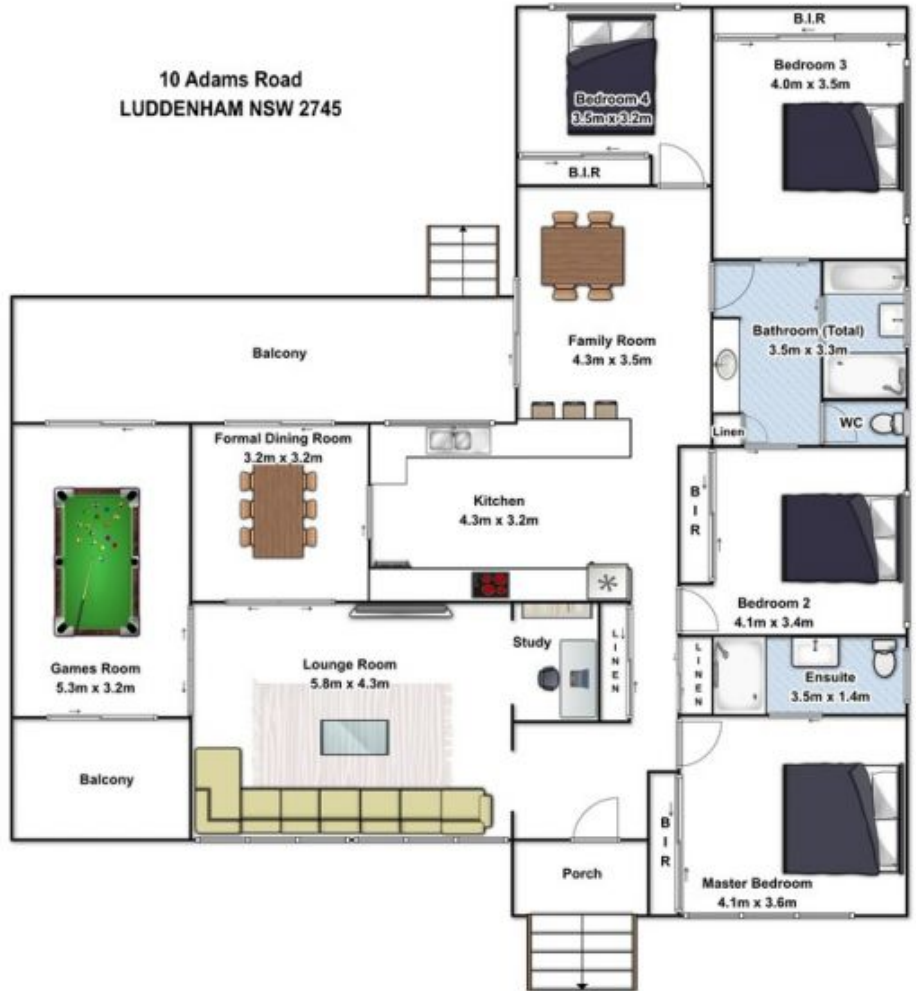 10 Adams Road
LUDDENHAM NSW 2745
B.I.R
Bedroom 3
4.0m x 3.5m
Bedroom 4
3.5m x 3.2m
B.I.R
Balcony
Family Room
4.3m x 3.5m
Bathroom (Total)
3.5m x 3.3m
Linen
WC
Formal Dining Room
3.2m x 3.2m
Kitchen
4.3m x 3.2m
B I R
Bedroom 2
4.1m x 3.4m
Games Room
5.3m x 3.2m
Lounge Room
5.8m x 4.3m
Study
LINEN
LINEN
Ensuite
3.5m x 1.4m
Balcony
B I R
Porch
Master Bedroom
4.1m x 3.6m